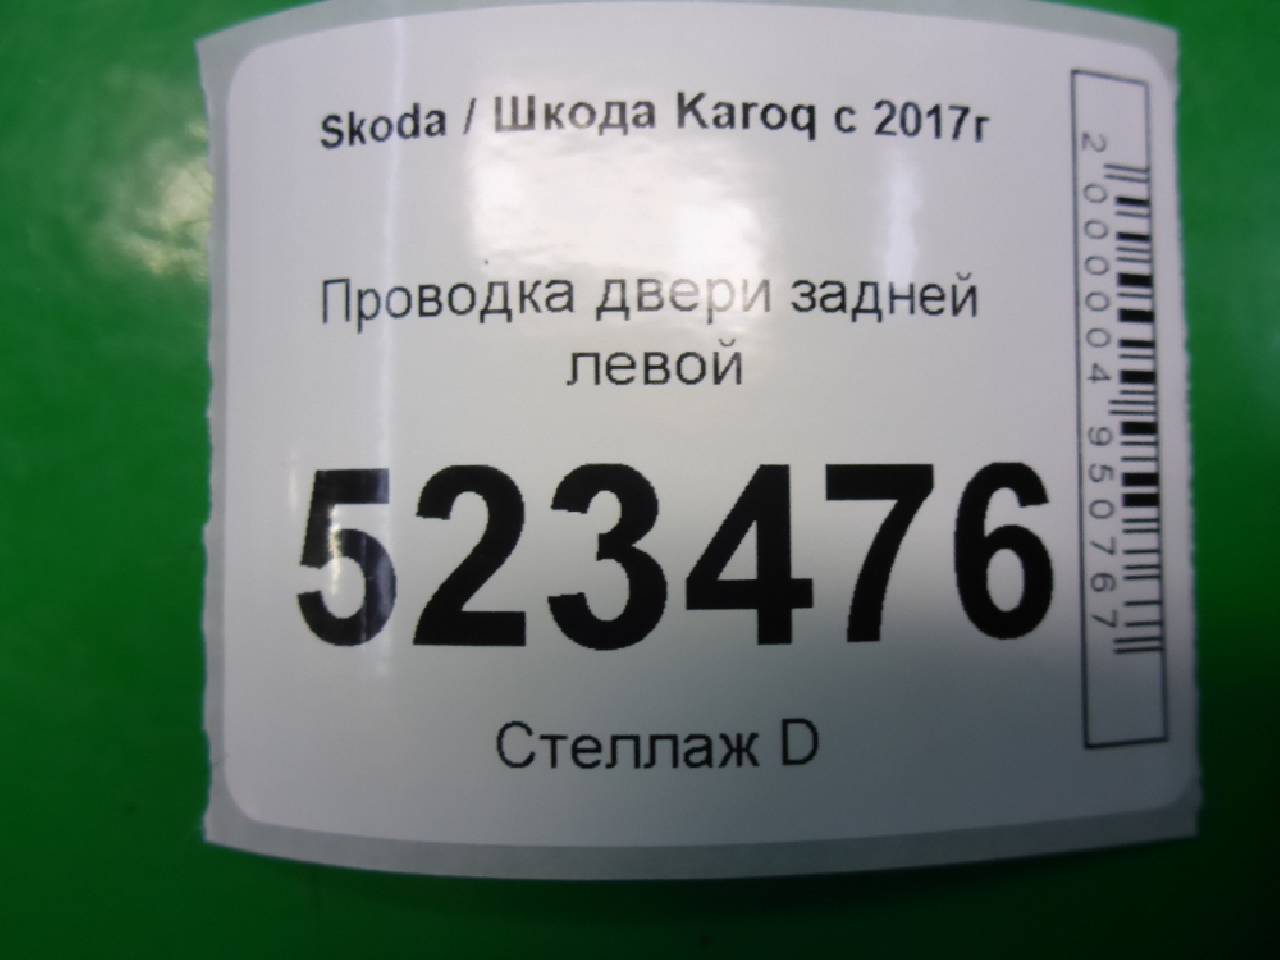 Skoda / Шкода Karoq с 2017г
Проводка двери задней
левой
523476
Стеллаж D
2000004950767